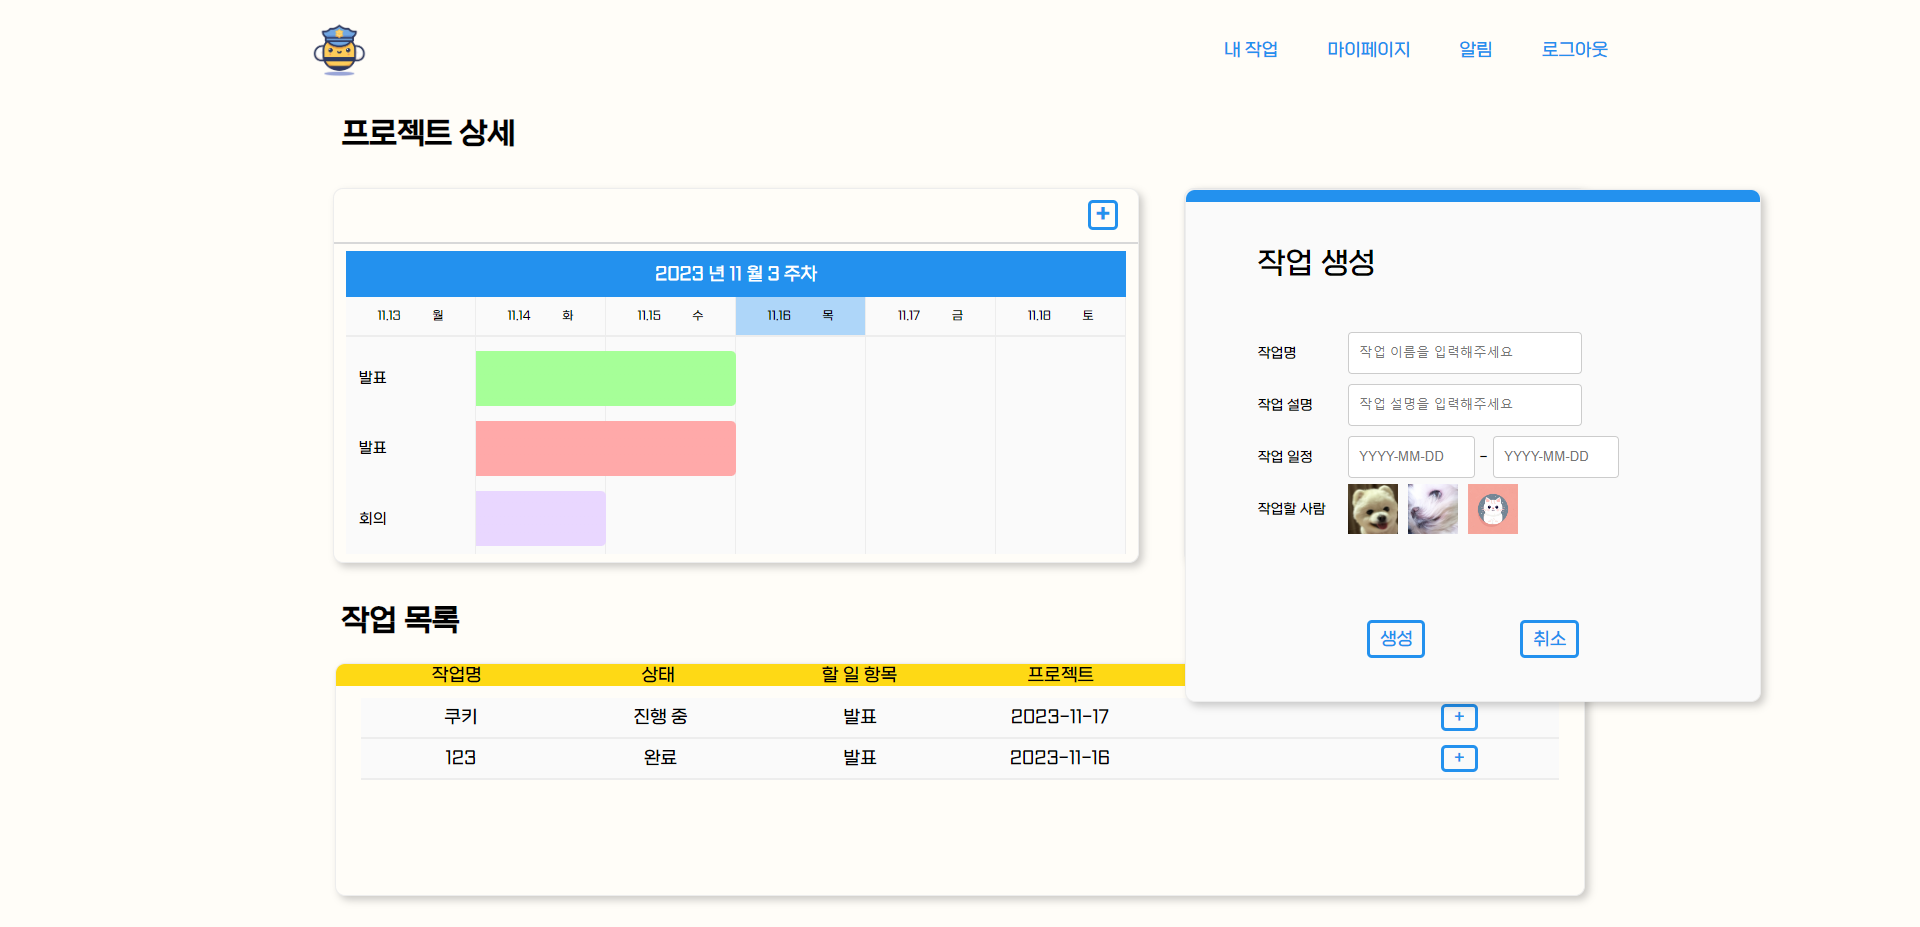 내 작업 마이페이지 알림 로그아웃
프로젝트 상세
+
2023 년 11 월 3 주차
11.13 월 11.14 화 11.15 수 11.16 목 11.17 금 11.18 토
발표
발표
회의
작업 생성
작업명 작업 이름을 입력해주세요
작업 설명 작업 설명을 입력해주세요
작업 일정 YYYY-MM-DD - YYYY-MM-DD
작업할 사람
생성 취소
작업 목록
작업명 상태 할 일 항목 프로젝트
쿠키 진행 중 발표 2023-11-17 +
123 완료 발표 2023-11-16 +